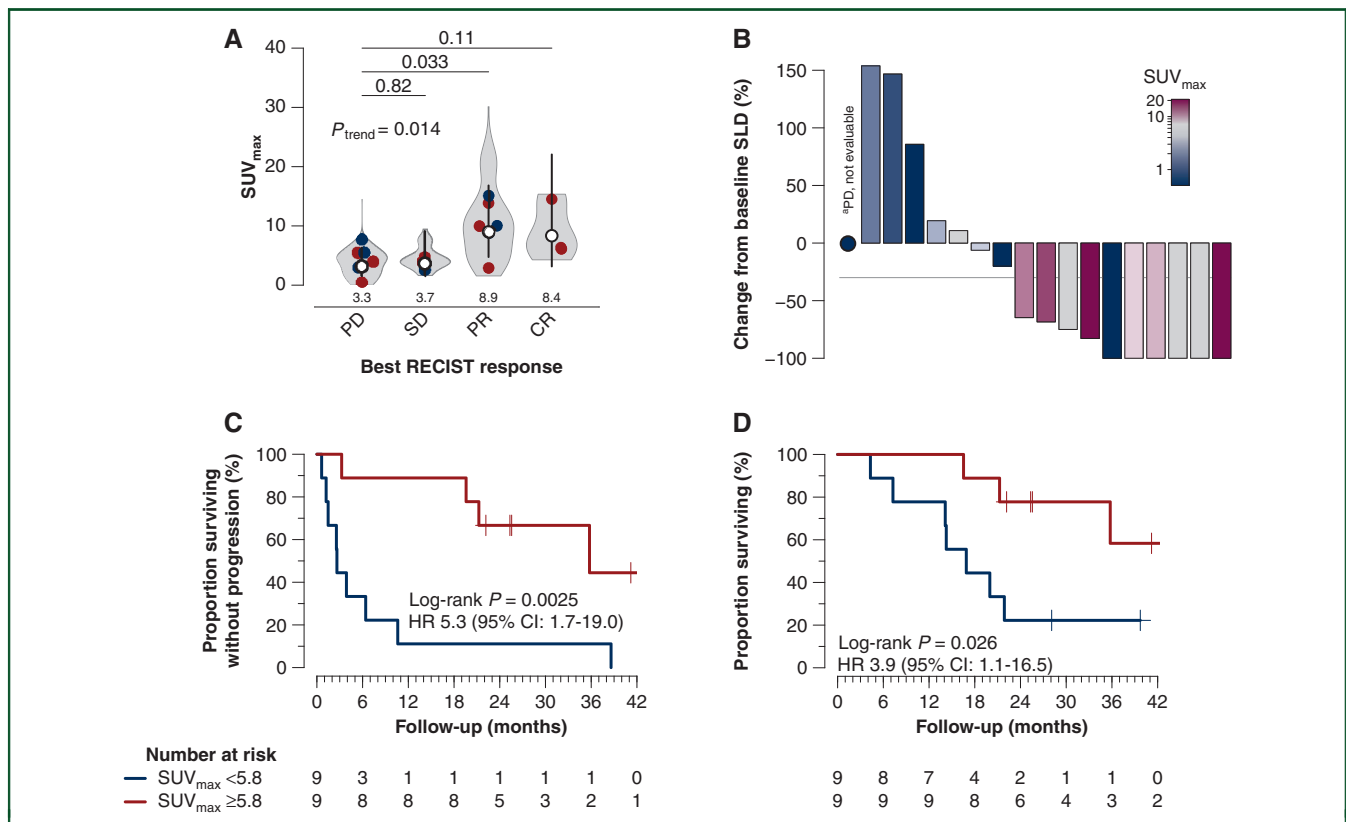 A
40
30
20
10
0
SUVmax
0.11
0.033
0.82
Ptrend = 0.014
3.3 3.7 8.9 8.4
PD SD PR CR
Best RECIST response
B
150
100
50
0
−50
−100
Change from baseline SLD (%)
aPD, not evaluable
SUVmax
20
10
1
C
100
80
60
40
20
0
Proportion surviving
without progression (%)
Log-rank P = 0.0025
HR 5.3 (95% CI: 1.7-19.0)
0 6 12 18 24 30 36 42
Follow-up (months)
D
100
80
60
40
20
0
Proportion surviving (%)
Log-rank P = 0.026
HR 3.9 (95% CI: 1.1-16.5)
0 6 12 18 24 30 36 42
Follow-up (months)
Number at risk
SUVmax <5.8 9 3 1 1 1 1 1 0 9 8 7 4 2 1 1 0
SUVmax ≥5.8 9 8 8 8 5 3 2 1 9 9 9 8 6 4 3 2